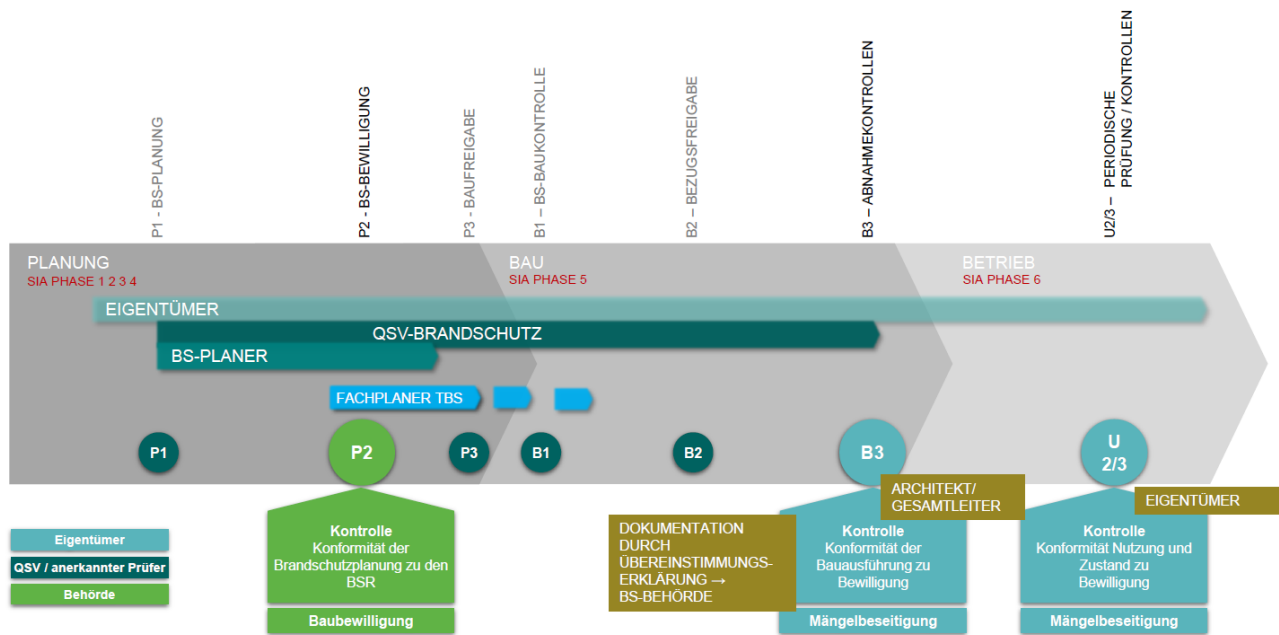 P1 - BS-PLANUNG
P2 - BS-BEWILLIGUNG
P3 - BAUFREIGABE
B1 – BS-BAUKONTROLLE
B2 – BEZUGSFREIGABE
B3 – ABNAHMEKONTROLLEN
U2/3 – PERIODISCHE
PRÜFUNG / KONTROLLEN
PLANUNG
SIA PHASE 1 2 3 4
BAU
SIA PHASE 5
BETRIEB
SIA PHASE 6
EIGENTÜMER
QSV-BRANDSCHUTZ
BS-PLANER
FACHPLANER TBS
P1
P2
P3
B1
B2
B3
U
2/3
ARCHITEKT/
GESAMTLEITER
EIGENTÜMER
Eigentümer
QSV / anerkannter Prüfer
Behörde
Kontrolle
Konformität der
Brandschutzplanung zu den
BSR
Baubewilligung
DOKUMENTATION
DURCH
ÜBEREINSTIMMUNGS-
ERKLÄRUNG →
BS-BEHÖRDE
Kontrolle
Konformität der
Bauausführung zu
Bewilligung
Mängelbeseitigung
Kontrolle
Konformität Nutzung und
Zustand zu
Bewilligung
Mängelbeseitigung